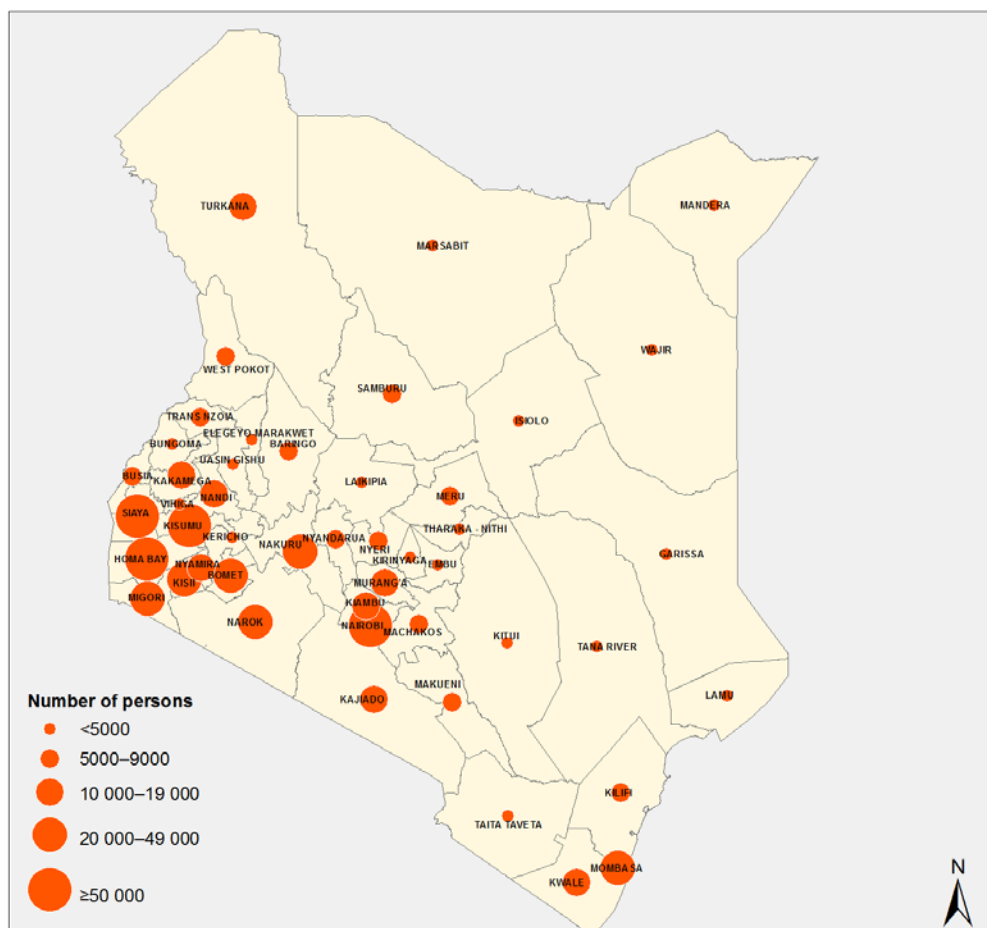 TURKANA
MANDERA
MARSABIT
WAJIR
WEST POKOT
SAMBURU
TRANS NZOIA
ISIOLO
ELEGEYO MARAKWET
BUNGOMA
BARINGO
UASIN GISHU
BUSIA
KAKAMEGA
LAIKIPIA
NANDI
MERU
VIHIGA
SIAYA
KISUMU
THARAKA - NITHI
KERICHO
NYANDARUA
NAKURU
NYERI
GARISSA
HOMA BAY
KIRINYAGA
NYAMIRA
EMBU
BOMET
KISII
MURANG'A
MIGORI
KIAMBU
NAROK
NAIROBI
MACHAKOS
KITUI
TANA RIVER
MAKUENI
LAMU
KAJIADO
KILIFI
TAITA TAVETA
MOMBASA
KWALE
Number of persons
<5000
5000–9000
10 000–19 000
20 000–49 000
≥50 000
N